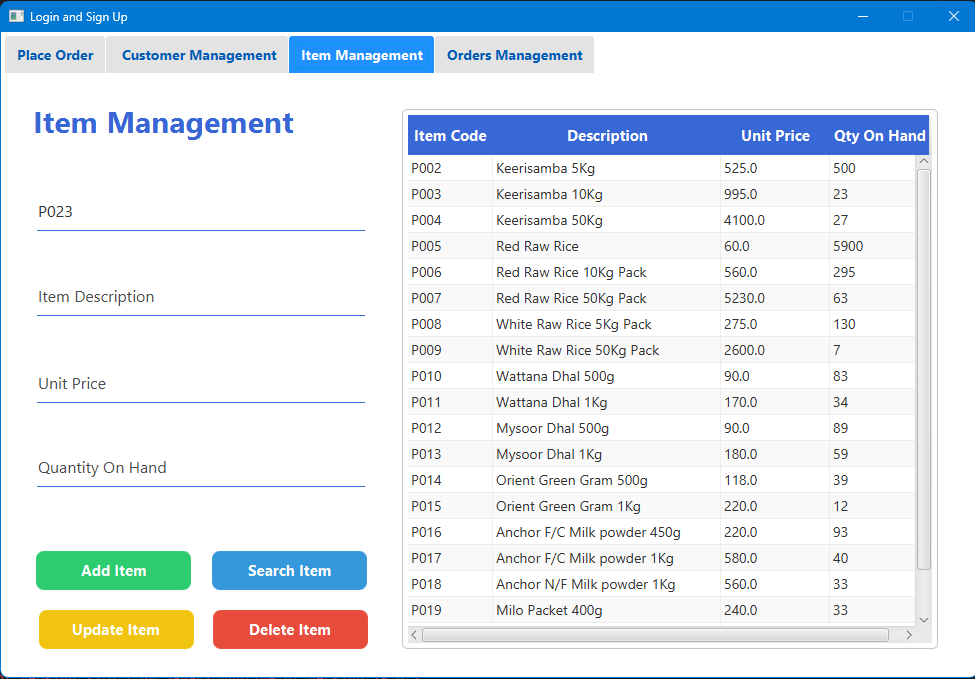 Login and Sign Up
Place Order Customer Management Item Management Orders Management
Item Management
P023
Item Description
Unit Price
Quantity On Hand
Add Item Search Item
Update Item Delete Item
Item Code Description Unit Price Qty On Hand
P002 Keerisamba 5Kg 525.0 500
P003 Keerisamba 10Kg 995.0 23
P004 Keerisamba 50Kg 4100.0 27
P005 Red Raw Rice 60.0 5900
P006 Red Raw Rice 10Kg Pack 560.0 295
P007 Red Raw Rice 50Kg Pack 5230.0 63
P008 White Raw Rice 5Kg Pack 275.0 130
P009 White Raw Rice 50Kg Pack 2600.0 7
P010 Wattana Dhal 500g 90.0 83
P011 Wattana Dhal 1Kg 170.0 34
P012 Mysoor Dhal 500g 90.0 89
P013 Mysoor Dhal 1Kg 180.0 59
P014 Orient Green Gram 500g 118.0 39
P015 Orient Green Gram 1Kg 220.0 12
P016 Anchor F/C Milk powder 450g 220.0 93
P017 Anchor F/C Milk powder 1Kg 580.0 40
P018 Anchor N/F Milk powder 1Kg 560.0 33
P019 Milo Packet 400g 240.0 33